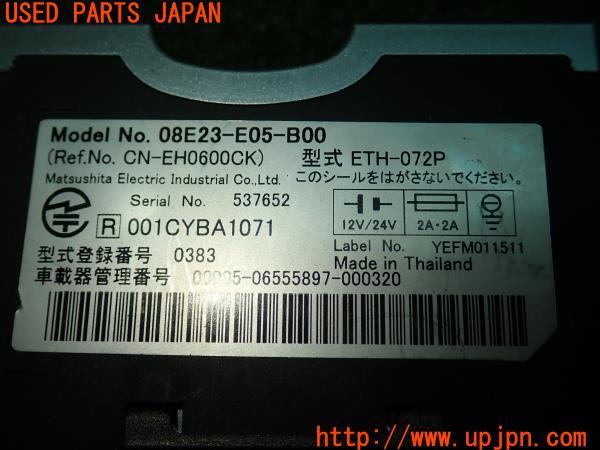 USED PARTS JAPAN
Model No. 08E23-E05-B00
(Ref.No. CN-EH0600CK) 型式 ETH-072P
Matsushita Electric Industrial Co.,Ltd. このシールをはがさないでください。
Serial No. 537652
R 001CYBA1071
12V/24V 2A・2A
型式登録番号 0383
Label No. YEFM011511
Made in Thailand
車載器管理番号 00005-06555897-000320
http://www.upjpn.com